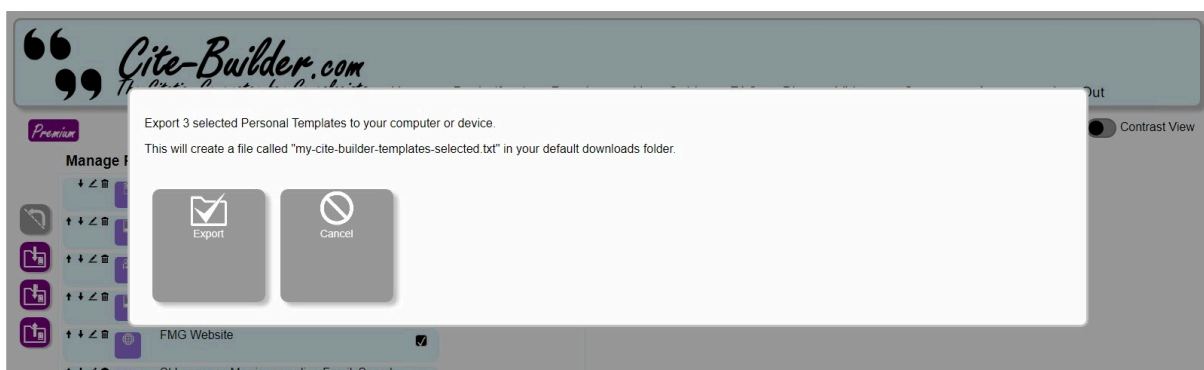 Cite-Builder.com
Out
Premium
Export 3 selected Personal Templates to your computer or device.
Contrast View
This will create a file called "my-cite-builder-templates-selected.txt" in your default downloads folder.
Manage
Export
Cancel
FMG Website